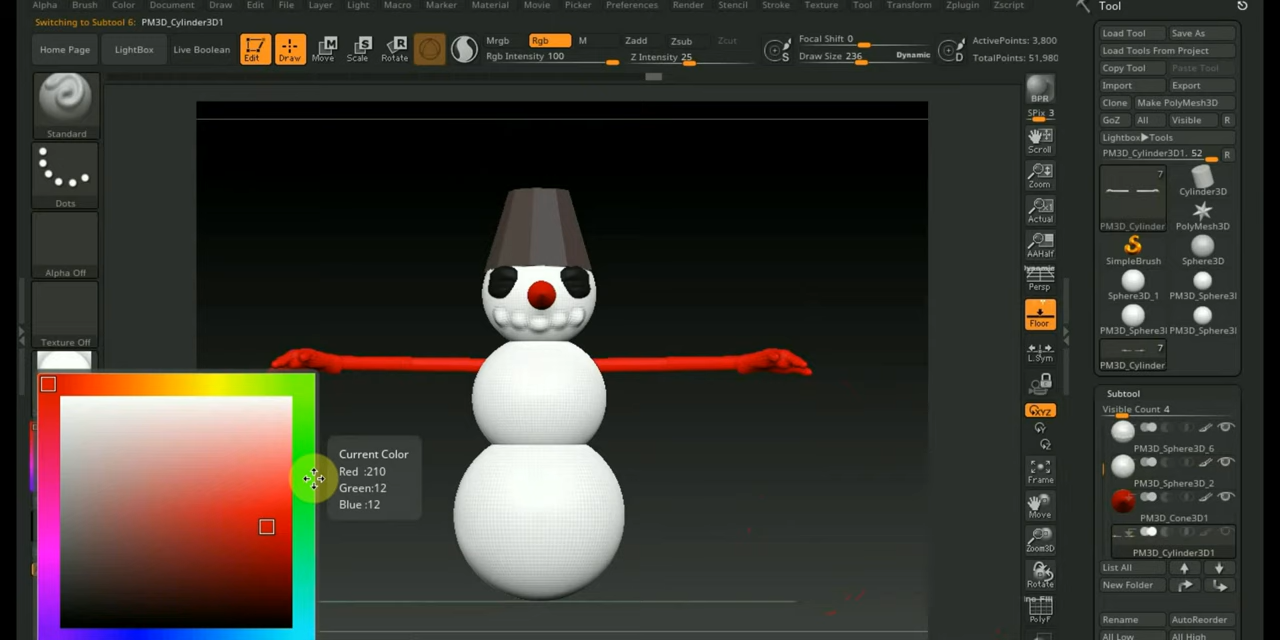 Alpha Brush Color Document Draw Edit File Layer Light Macro Marker Material Movie Picker Preferences Render Stencil Stroke Texture Tool Transform Zplugin Zscript
Switching to Subtool 6: PM3D_Cylinder3D1
Home Page
LightBox
Live Boolean
Edit
Draw
Move
Scale
Rotate
Mrgb Rgb M
Rgb Intensity 100
Zadd Zsub Zcut
Z Intensity 25
S
Focal Shift 0
Draw Size 236 Dynamic
D
ActivePoints: 3,800
TotalPoints: 51,980
Standard
Dots
Alpha Off
Texture Off
Current Color
Red :210
Green:12
Blue :12
BPR
SPix 3
Scroll
Zoom
Actual
AAHalf
Dynamic
Persp
Floor
L.Sym
XYZ
Y
Z
Frame
Move
Zoom3D
Rotate
Line Fill
PolyF
Tool
Load Tool Save As
Load Tools From Project
Copy Tool Paste Tool
Import Export
Clone Make PolyMesh3D
GoZ All Visible R
Lightbox▶Tools
PM3D_Cylinder3D1. 52 R
7
PM3D_Cylinder
Cylinder3D
PolyMesh3D
SimpleBrush Sphere3D
Sphere3D_1 PM3D_Sphere3I
PM3D_Sphere3I PM3D_Sphere3I
7
PM3D_Cylinder
Subtool
Visible Count 4
PM3D_Sphere3D_6
PM3D_Sphere3D_2
PM3D_Cone3D1
PM3D_Cylinder3D1
List All
New Folder
Rename AutoReorder
All Low All High